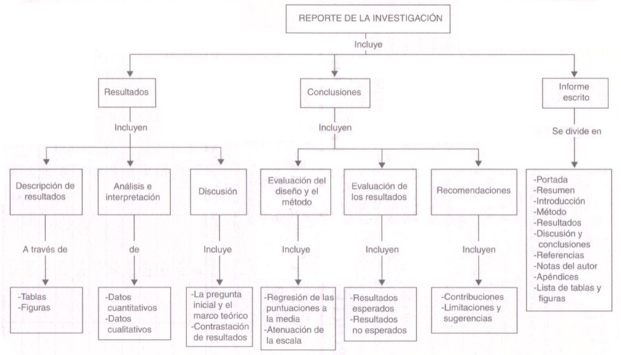 REPORTE DE LA INVESTIGACIÓN
Incluye
Resultados
Conclusiones
Informe
escrito
Incluyen
Incluyen
Se divide en
Descripción de
resultados
Análisis e
interpretación
Discusión
Evaluación del
diseño y el
método
Evaluación de
los resultados
Recomendaciones
-Portada
-Resumen
-Introducción
-Método
-Resultados
-Discusión y
conclusiones
-Referencias
-Notas del autor
-Apéndices
-Lista de tablas y
figuras
A través de
de
Incluye
Incluye
Incluyen
Incluyen
-Tablas
-Figuras
-Datos
cuantitativos
-Datos
cualitativos
-La pregunta
inicial y el
marco teórico
-Contrastación
de resultados
-Regresión de las
puntuaciones a
la media
-Atenuación de
la escala
-Resultados
esperados
-Resultados
no esperados
-Contribuciones
-Limitaciones y
sugerencias